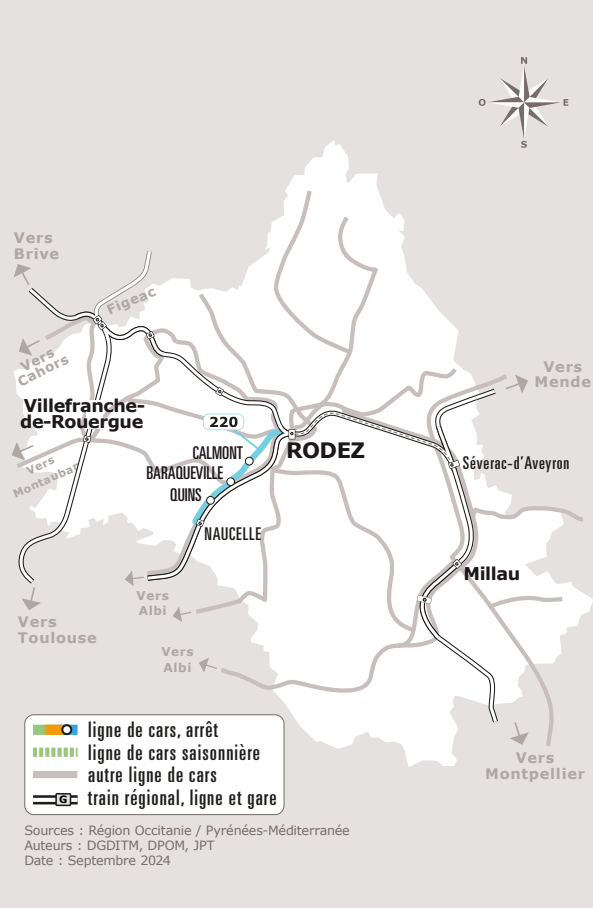 N
O
E
S
Vers
Brive
Figeac
Vers
Cahors
Vers
Mende
Villefranche-
de-Rouergue
220
CALMONT
RODEZ
BARAQUEVILLE
Séverac-d'Aveyron
Vers
Montauban
QUINS
NAUCELLE
Millau
Vers
Albi
Vers
Toulouse
Vers
Albi
Vers
Montpellier
ligne de cars, arrêt
ligne de cars saisonnière
autre ligne de cars
G
train régional, ligne et gare
Sources : Région Occitanie / Pyrénées-Méditerranée
Auteurs : DGDITM, DPOM, JPT
Date : Septembre 2024